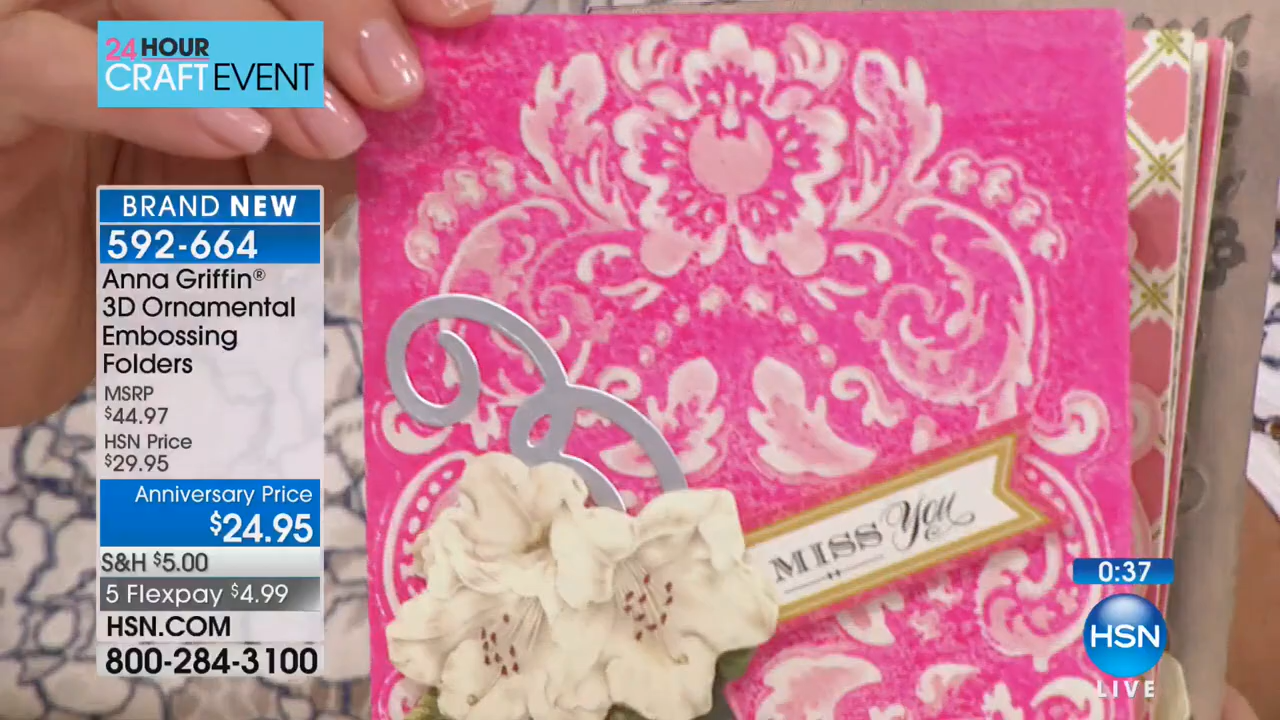 24 HOUR
CRAFT EVENT
BRAND NEW
592-664
Anna Griffin®
3D Ornamental
Embossing
Folders
MSRP
$44.97
HSN Price
$29.95
Anniversary Price
$24.95
S&H $5.00
5 Flexpay $4.99
HSN.COM
800-284-3100
MISS You
0:37
HSN
LIVE